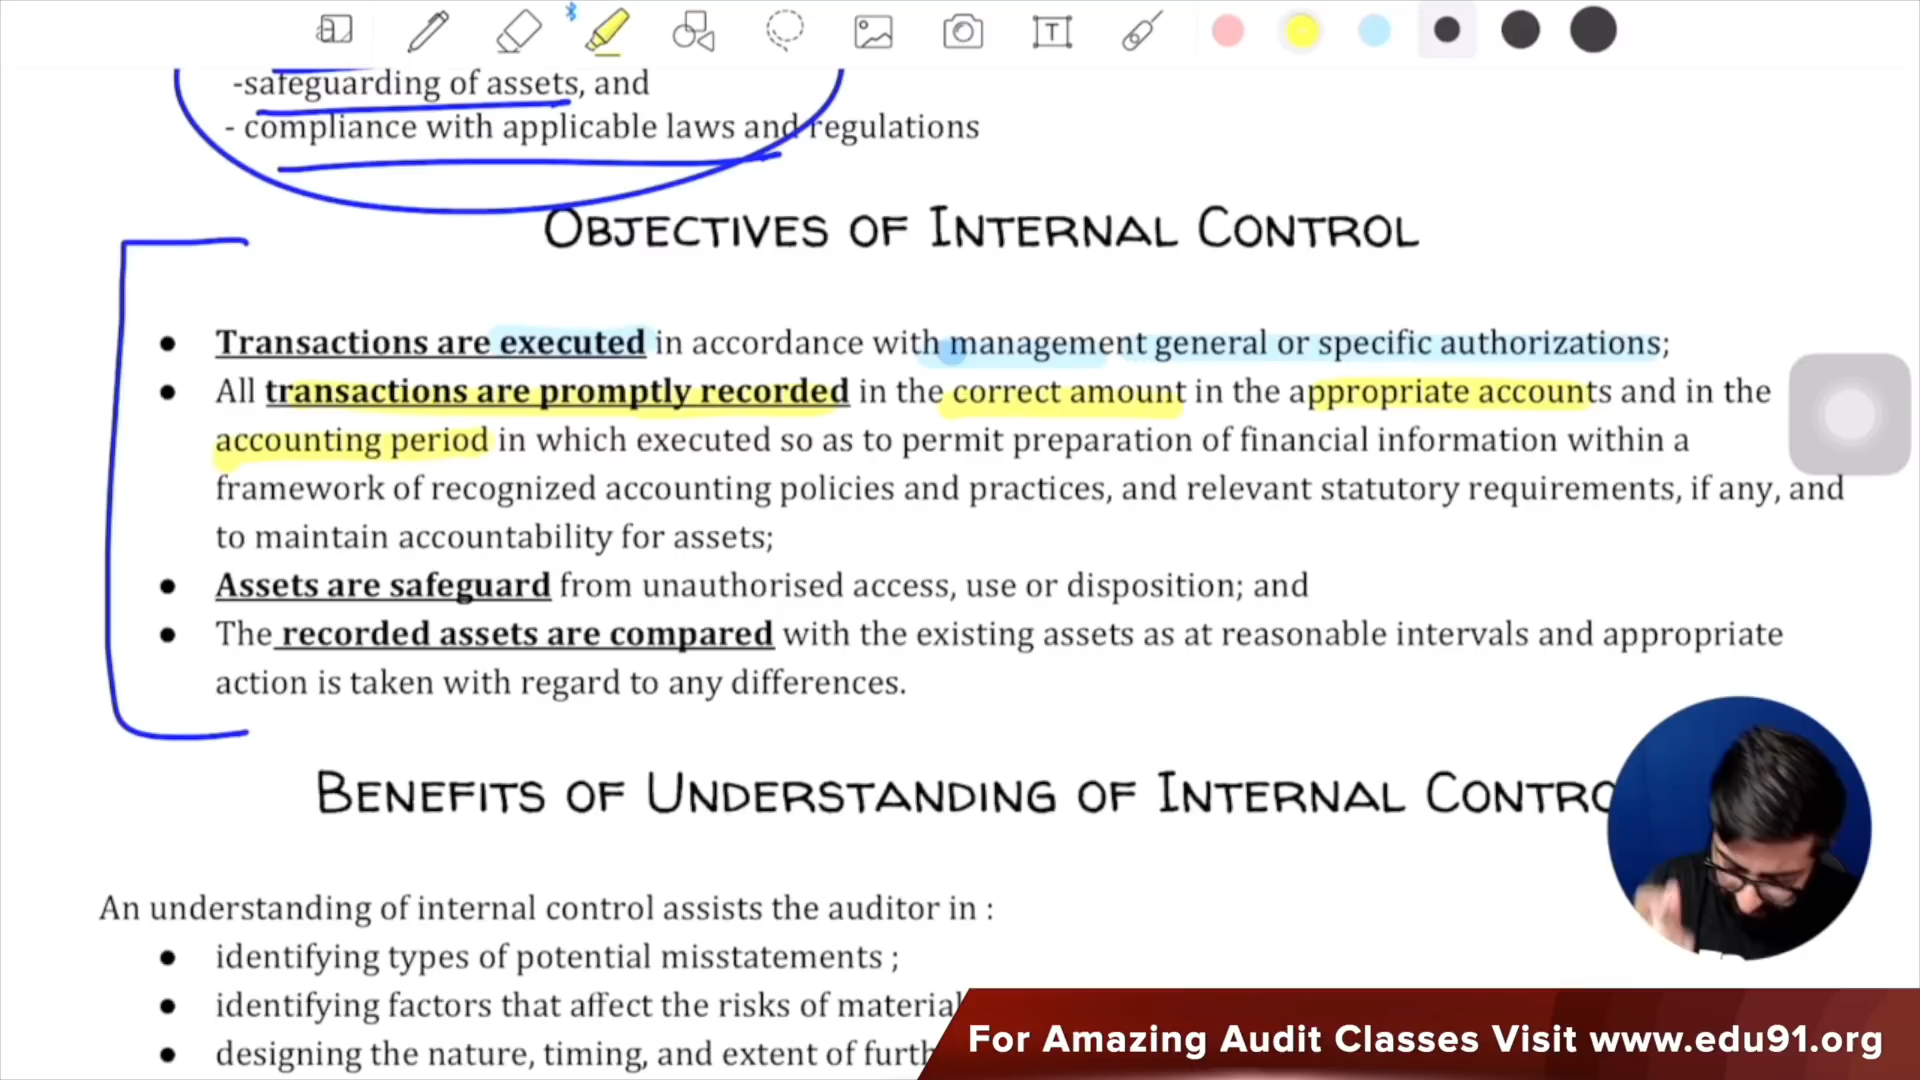 -safeguarding of assets, and
- compliance with applicable laws and regulations
OBJECTIVES OF INTERNAL CONTROL
● Transactions are executed in accordance with management general or specific authorizations;
● All transactions are promptly recorded in the correct amount in the appropriate accounts and in the
accounting period in which executed so as to permit preparation of financial information within a
framework of recognized accounting policies and practices, and relevant statutory requirements, if any, and
to maintain accountability for assets;
● Assets are safeguard from unauthorised access, use or disposition; and
● The recorded assets are compared with the existing assets as at reasonable intervals and appropriate
action is taken with regard to any differences.
BENEFITS OF UNDERSTANDING OF INTERNAL CONTRO
An understanding of internal control assists the auditor in :
● identifying types of potential misstatements ;
● identifying factors that affect the risks of material
● designing the nature, timing, and extent of furth
For Amazing Audit Classes Visit www.edu91.org